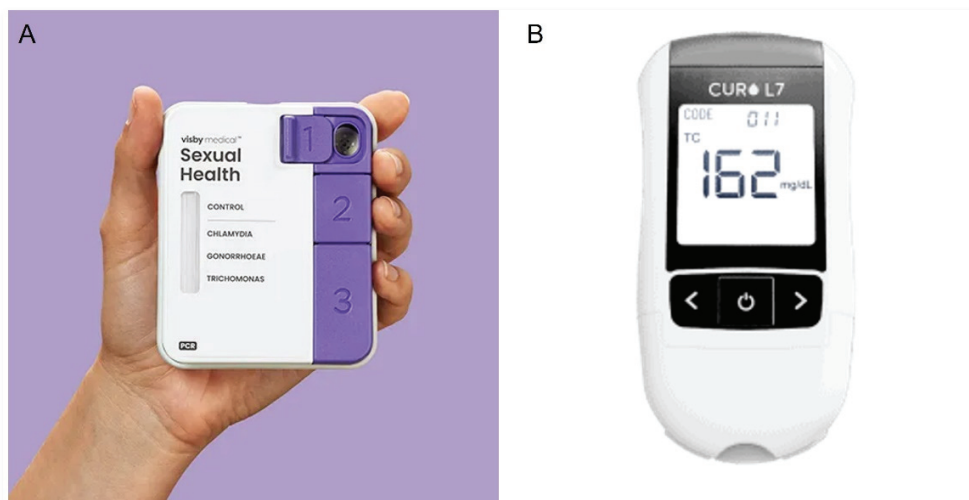 A
visby medical™
Sexual
Health
CONTROL
CHLAMYDIA
GONORRHOEAE
TRICHOMONAS
PCR
1
2
3
B
CURO L7
CODE 011
TC
162 mg/dL